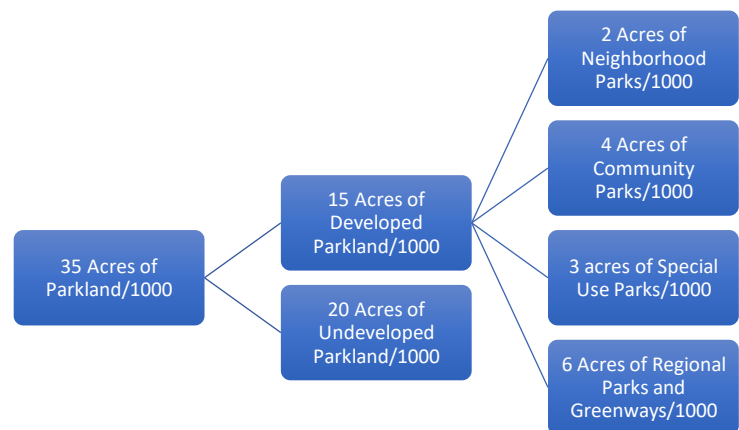 35 Acres of
Parkland/1000
15 Acres of
Developed
Parkland/1000
20 Acres of
Undeveloped
Parkland/1000
2 Acres of
Neighborhood
Parks/1000
4 Acres of
Community
Parks/1000
3 acres of Special
Use Parks/1000
6 Acres of Regional
Parks and
Greenways/1000